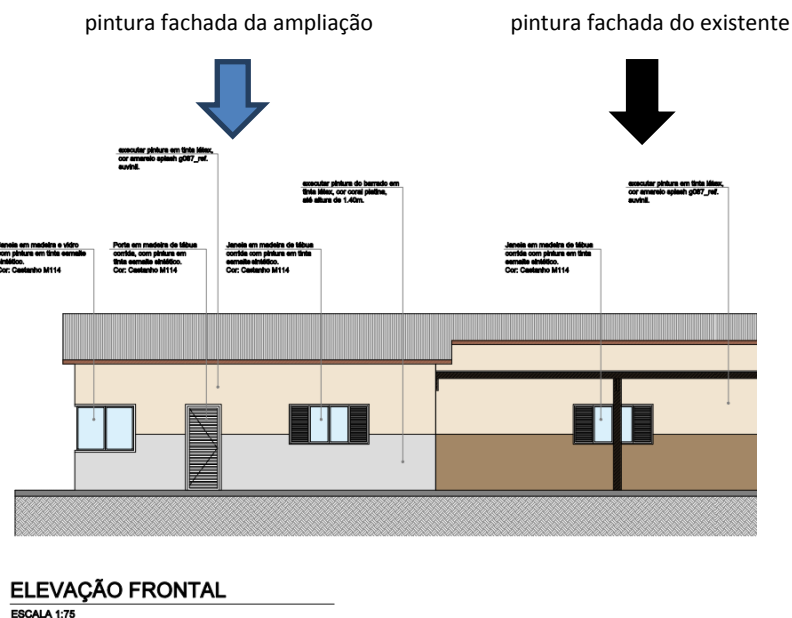 pintura fachada da ampliação
pintura fachada do existente
executar pintura em tinta látex,
cor amarelo splash g087_ref.
suvinil.
executar pintura do barrado em
tinta látex, cor coral platina,
até altura de 1.40m.
executar pintura em tinta látex,
cor amarelo splash g087_ref.
suvinil.
Janela em madeira e vidro
com pintura em tinta esmalte
sintético.
Cor: Castanho M114
Porta em madeira de tábua
corrida, com pintura em
tinta esmalte sintético.
Cor: Castanho M114
Janela em madeira de tábua
corrida com pintura em tinta
esmalte sintético.
Cor: Castanho M114
Janela em madeira de tábua
corrida com pintura em tinta
esmalte sintético.
Cor: Castanho M114
ELEVAÇÃO FRONTAL
ESCALA 1:75